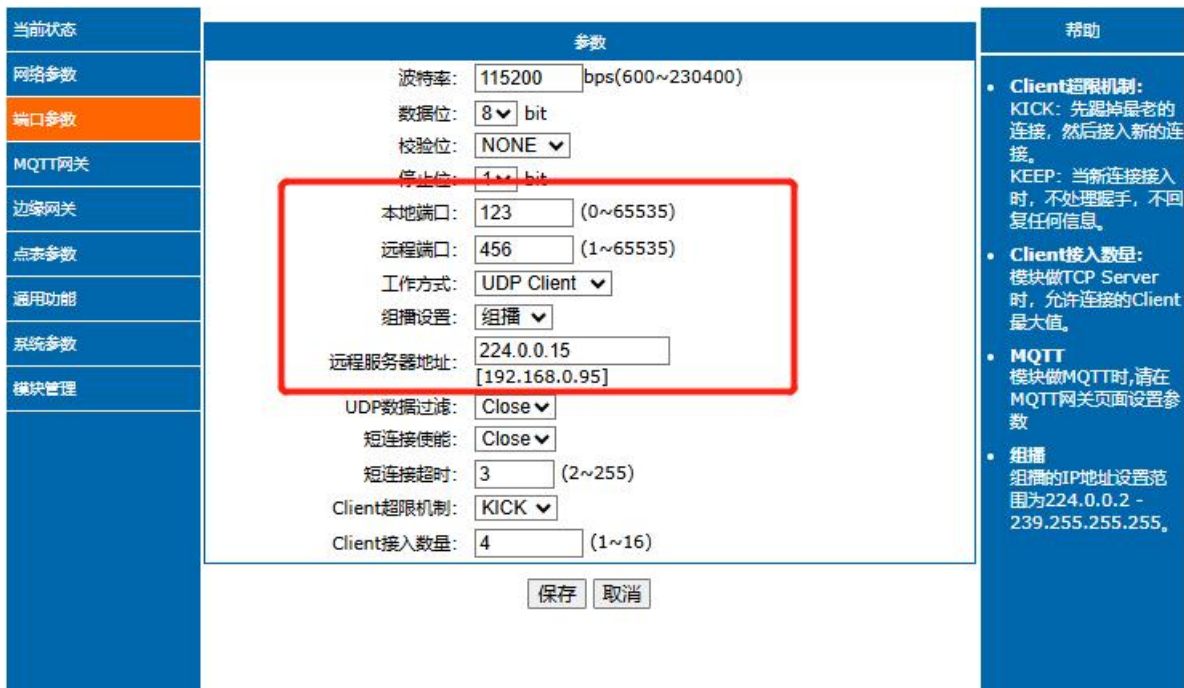 当前状态
网络参数
端口参数
MQTT网关
边缘网关
点表参数
通用功能
系统参数
模块管理
参数
波特率: 115200 bps(600~230400)
数据位: 8 bit
校验位: NONE
停止位: 1 bit
本地端口: 123 (0~65535)
远程端口: 456 (1~65535)
工作方式: UDP Client
组播设置: 组播
远程服务器地址: 224.0.0.15
[192.168.0.95]
UDP数据过滤: Close
短连接使能: Close
短连接超时: 3 (2~255)
Client超限机制: KICK
Client接入数量: 4 (1~16)
保存 取消
帮助
• Client超限机制:
KICK: 先踢掉最老的
连接, 然后接入新的连
接。
KEEP: 当新连接接入
时, 不处理握手, 不回
复任何信息。
• Client接入数量:
模块做TCP Server
时, 允许连接的Client
最大值。
• MQTT
模块做MQTT时,请在
MQTT网关页面设置参
数
• 组播
组播的IP地址设置范
围为224.0.0.2 -
239.255.255.255。